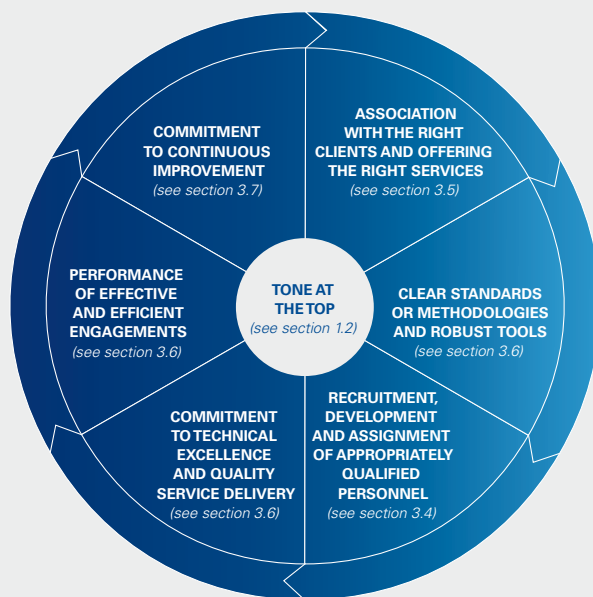 COMMITMENT
TO CONTINUOUS
IMPROVEMENT
(see section 3.7)
ASSOCIATION
WITH THE RIGHT
CLIENTS AND OFFERING
THE RIGHT SERVICES
(see section 3.5)
PERFORMANCE
OF EFFECTIVE
AND EFFICIENT
ENGAGEMENTS
(see section 3.6)
TONE AT
THE TOP
(see section 1.2)
CLEAR STANDARDS
OR METHODOLOGIES
AND ROBUST TOOLS
(see section 3.6)
COMMITMENT
TO TECHNICAL
EXCELLENCE
AND QUALITY
SERVICE DELIVERY
(see section 3.6)
RECRUITMENT,
DEVELOPMENT
AND ASSIGNMENT
OF APPROPRIATELY
QUALIFIED
PERSONNEL
(see section 3.4)